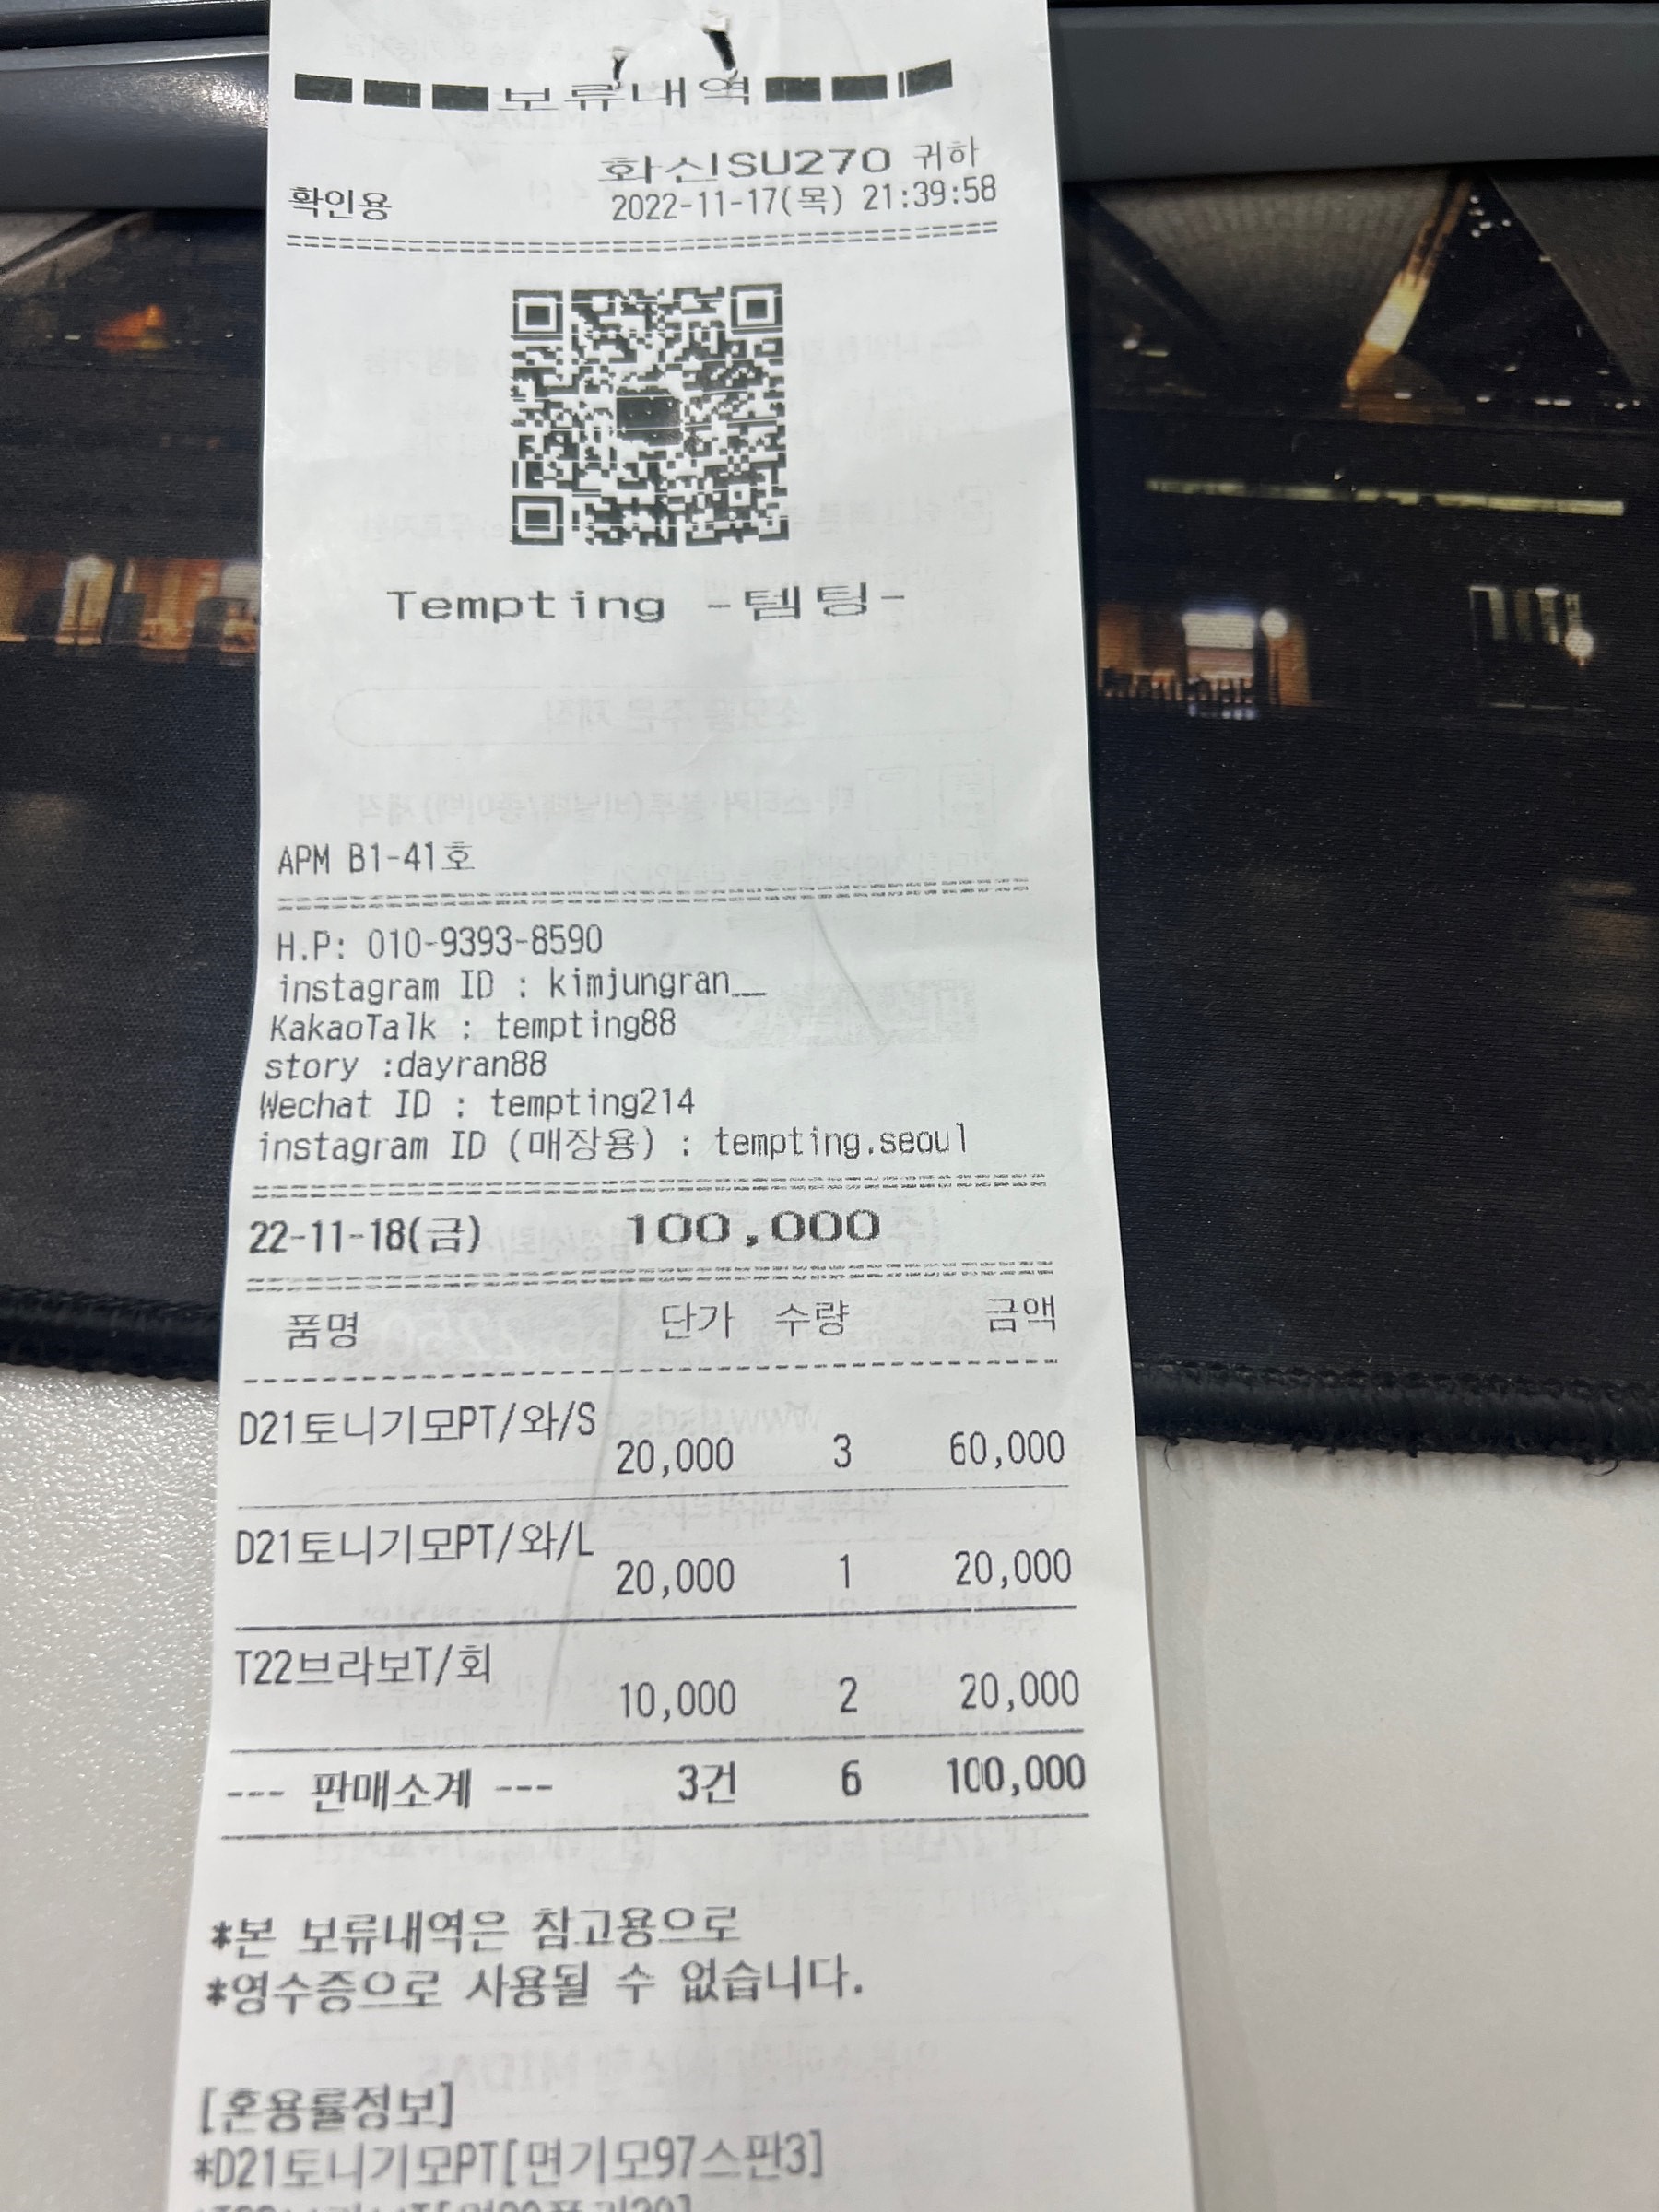 보류내역
화신ISU270 귀하
확인용 2022-11-17(목) 21:39:58
Tempting -템팅-
APM B1-41호
H.P: 010-9393-8590
instagram ID : kimjungran__
KakaoTalk : tempting88
story :dayran88
Wechat ID : tempting214
instagram ID (매장용) : tempting.seoul
22-11-18(금) 100,000
품명 단가 수량 금액
D21토니기모PT/와/S
20,000 3 60,000
D21토니기모PT/와/L
20,000 1 20,000
T22브라보T/회
10,000 2 20,000
--- 판매소계 --- 3건 6 100,000
*본 보류내역은 참고용으로
*영수증으로 사용될 수 없습니다.
[혼용률정보]
*D21토니기모PT[면기모97스판3]